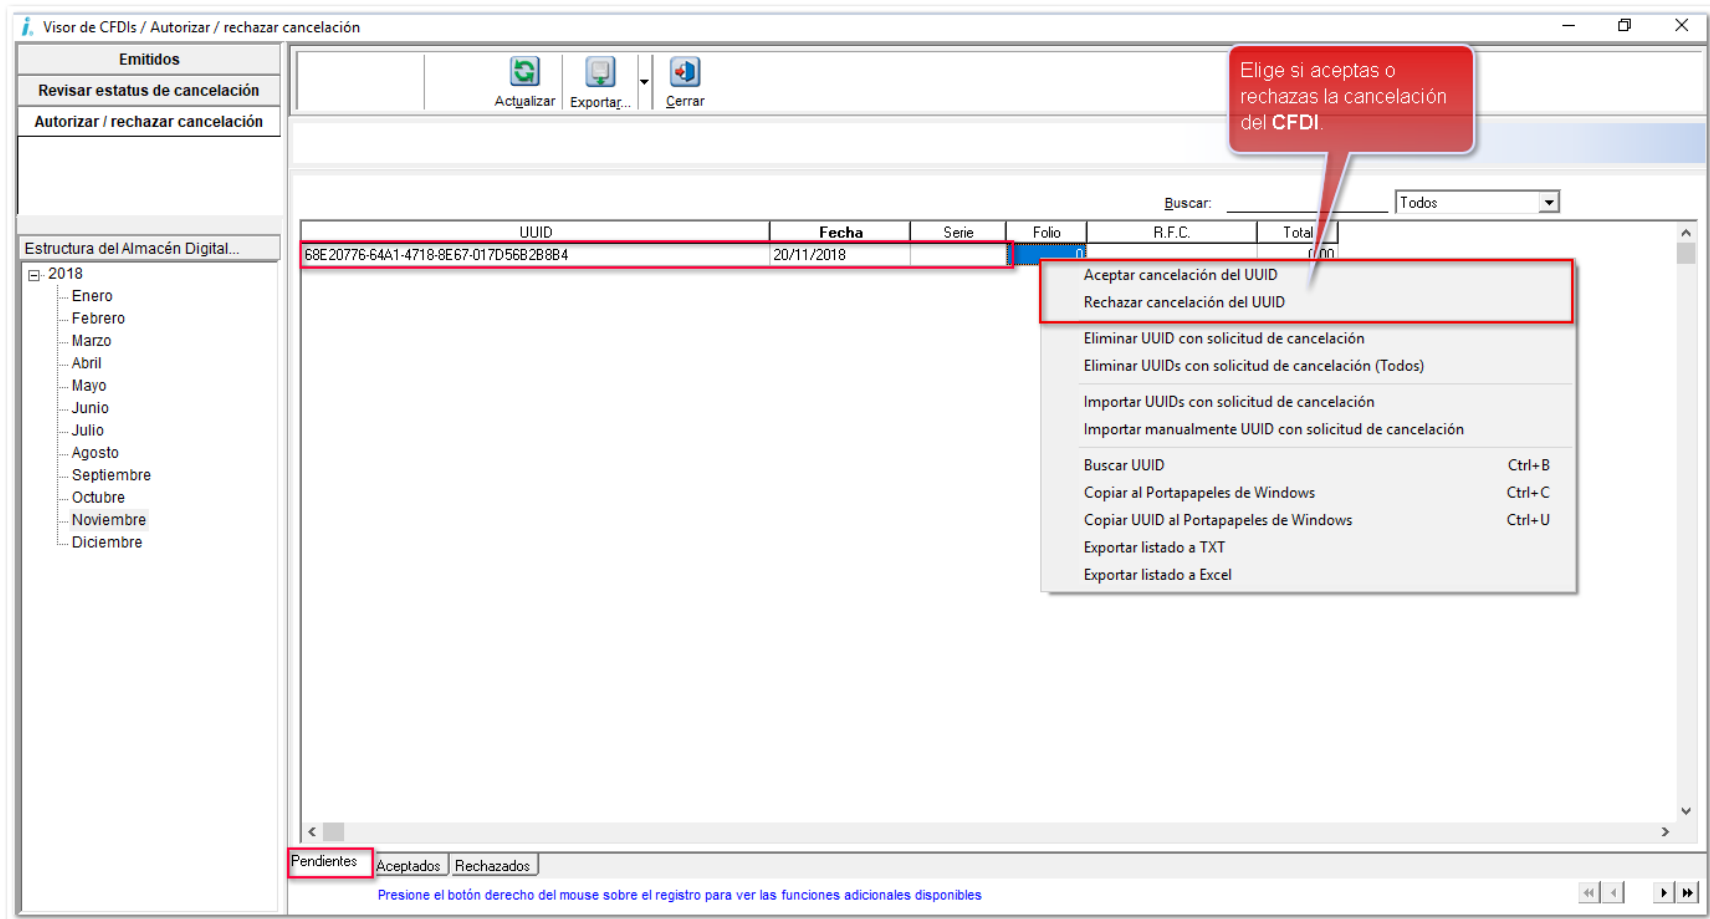 Visor de CFDIs / Autorizar / rechazar cancelación
Emitidos
Revisar estatus de cancelación
Autorizar / rechazar cancelación
Actualizar
Exportar...
Cerrar
Elige si aceptas o
rechazas la cancelación
del CFDI.
Buscar:
Todos
Estructura del Almacén Digital...
2018
Enero
Febrero
Marzo
Abril
Mayo
Junio
Julio
Agosto
Septiembre
Octubre
Noviembre
Diciembre
UUID Fecha Serie Folio R.F.C. Total
68E20776-64A1-4718-8E67-017D56B2B8B4 20/11/2018 0 0.00
Aceptar cancelación del UUID
Rechazar cancelación del UUID
Eliminar UUID con solicitud de cancelación
Eliminar UUIDs con solicitud de cancelación (Todos)
Importar UUIDs con solicitud de cancelación
Importar manualmente UUID con solicitud de cancelación
Buscar UUID Ctrl+B
Copiar al Portapapeles de Windows Ctrl+C
Copiar UUID al Portapapeles de Windows Ctrl+U
Exportar listado a TXT
Exportar listado a Excel
Pendientes Aceptados Rechazados
Presione el botón derecho del mouse sobre el registro para ver las funciones adicionales disponibles